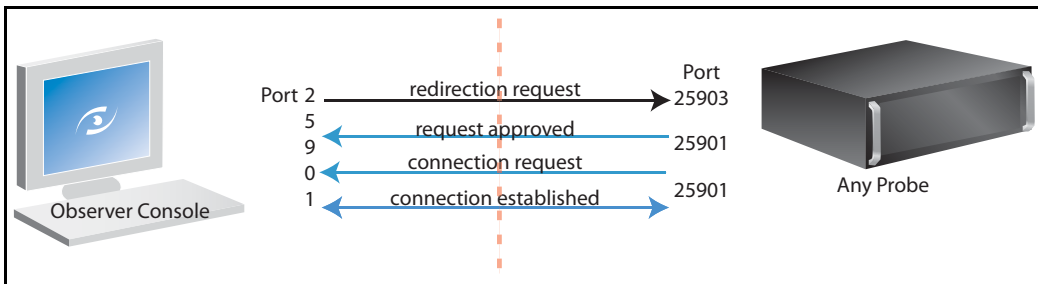 Port 2
5
9
0
1
redirection request
request approved
connection request
connection established
Port
25903
25901
25901
Observer Console
Any Probe